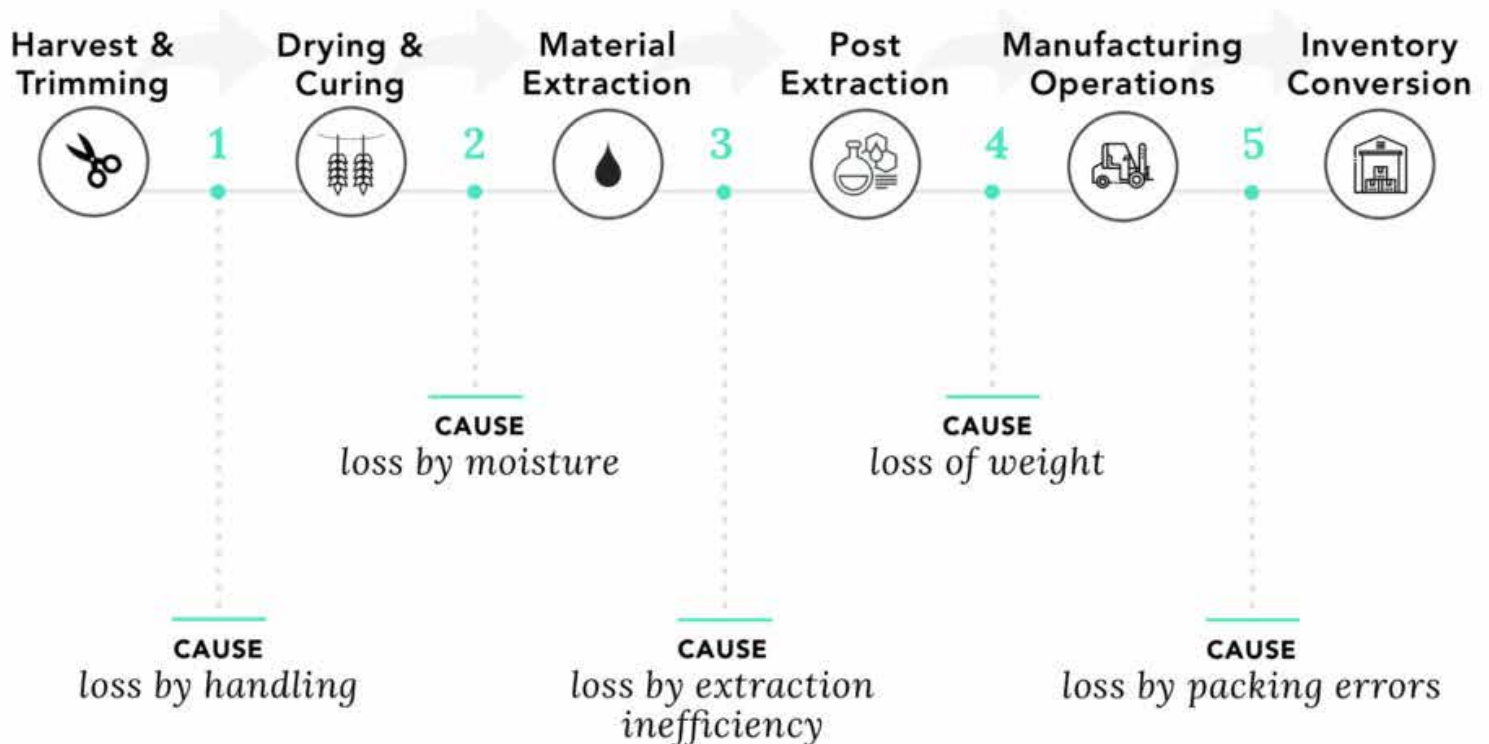 Harvest &
Trimming
Drying &
Curing
Material
Extraction
Post
Extraction
Manufacturing
Operations
Inventory
Conversion
1
2
3
4
5
CAUSE
loss by moisture
CAUSE
loss of weight
CAUSE
loss by handling
CAUSE
loss by extraction
inefficiency
CAUSE
loss by packing errors